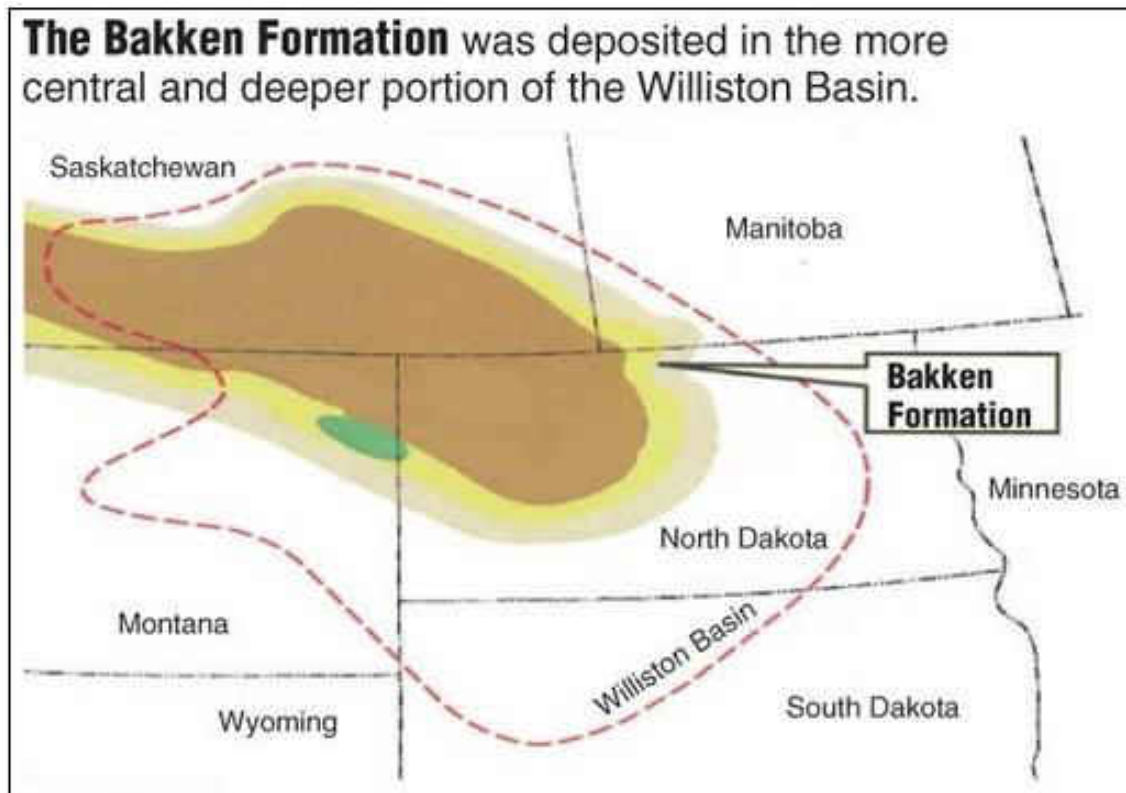 The Bakken Formation was deposited in the more
central and deeper portion of the Williston Basin.
Saskatchewan
Manitoba
Bakken
Formation
Minnesota
North Dakota
Montana
Williston Basin
Wyoming
South Dakota